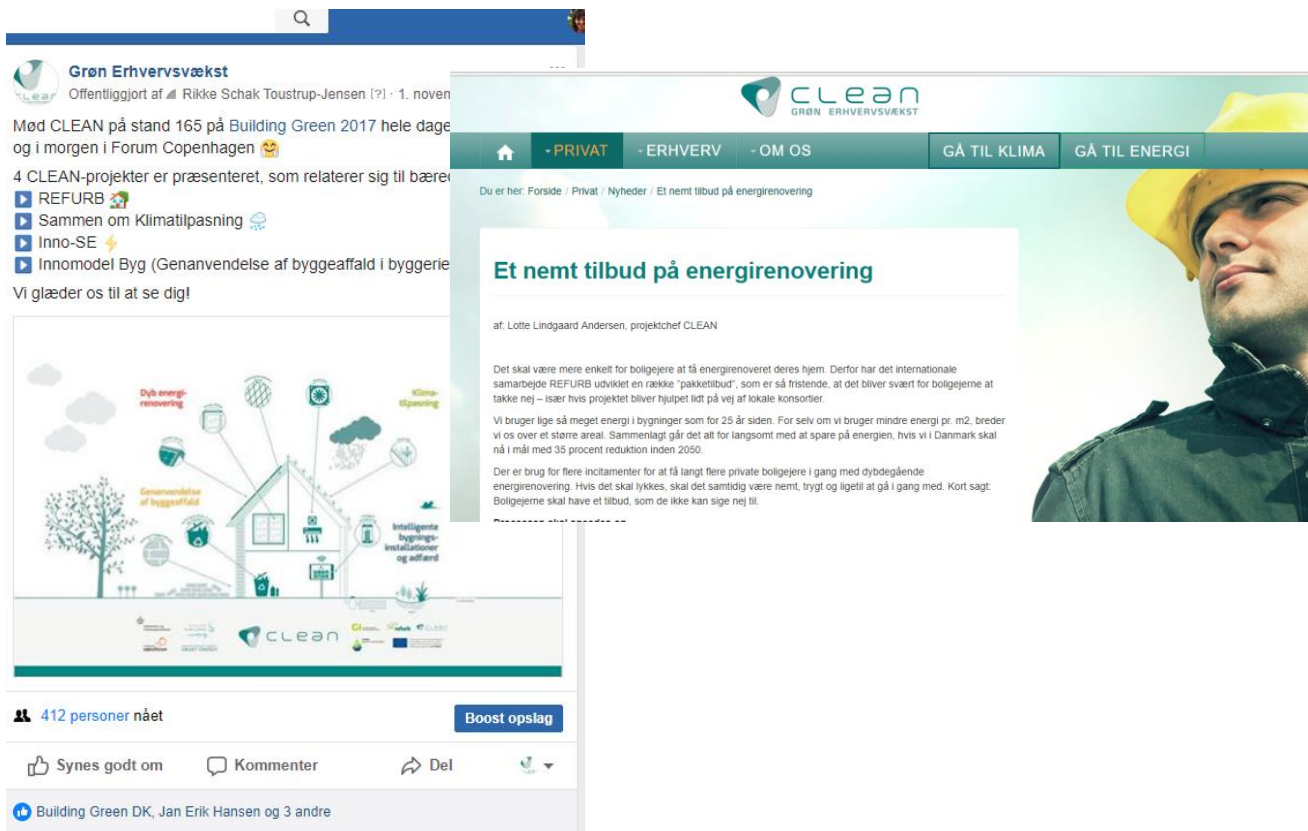 Grøn Erhvervsvækst
Offentliggjort af Rikke Schak Toustrup-Jensen [?] · 1. novem
Mød CLEAN på stand 165 på Building Green 2017 hele dage
og i morgen i Forum Copenhagen
4 CLEAN-projekter er præsenteret, som relaterer sig til bære
REFURB
Sammen om Klimatilpasning
Inno-SE
Innomodel Byg (Genanvendelse af byggeaffald i byggerie
Vi glæder os til at se dig!
Dyb energi-
renovering
Klima-
tilpasning
Genanvendelse
af byggeaffald
Intelligente
bygnings-
installationer
og adfærd
CLEAN
412 personer nået
Boost opslag
Synes godt om
Kommenter
Del
Building Green DK, Jan Erik Hansen og 3 andre
CLEAN
GRØN ERHVERVSVÆKST
PRIVAT
ERHVERV
OM OS
GÅ TIL KLIMA
GÅ TIL ENERGI
Du er her: Forside / Privat / Nyheder / Et nemt tilbud på energirenovering
Et nemt tilbud på energirenovering
af: Lotte Lindgaard Andersen, projektchef CLEAN
Det skal være mere enkelt for boligejere at få energirenoveret deres hjem. Derfor har det internationale
samarbejde REFURB udviklet en række "pakketilbud", som er så fristende, at det bliver svært for boligejerne at
takke nej – især hvis projektet bliver hjulpet lidt på vej af lokale konsortier.
Vi bruger lige så meget energi i bygninger som for 25 år siden. For selv om vi bruger mindre energi pr. m2, breder
vi os over et større areal. Sammenlagt går det alt for langsomt med at spare på energien, hvis vi i Danmark skal
nå i mål med 35 procent reduktion inden 2050.
Der er brug for flere incitamenter for at få langt flere private boligejere i gang med dybdegående
energirenovering. Hvis det skal lykkes, skal det samtidig være nemt, trygt og ligetil at gå i gang med. Kort sagt:
Boligejerne skal have et tilbud, som de ikke kan sige nej til.